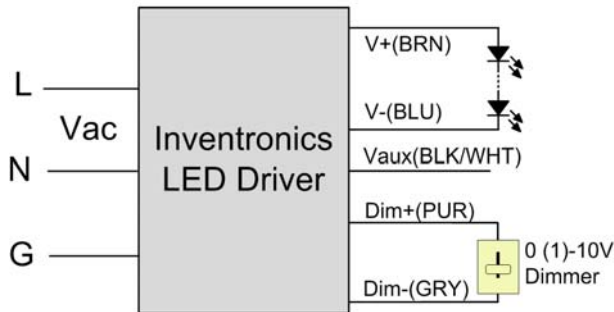 L
Vac
N
G
Inventronics
LED Driver
V+(BRN)
V-(BLU)
Vaux(BLK/WHT)
Dim+(PUR)
Dim-(GRY)
0 (1)-10V
Dimmer